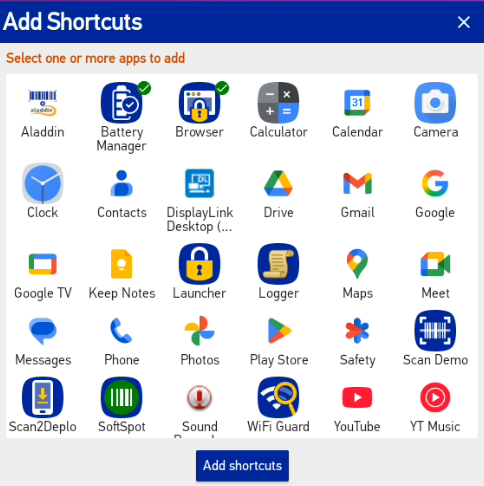 Add Shortcuts
Select one or more apps to add
aladdin
31
Aladdin
Battery
Manager
Browser
Calculator
Calendar
Camera
DL
Clock
Contacts
DisplayLink
Desktop (...
Drive
Gmail
Google
Google TV
Keep Notes
Launcher
Logger
Maps
Meet
Messages
Phone
Photos
Play Store
Safety
Scan Demo
Scan2Deplo
SoftSpot
Sound
WiFi Guard
YouTube
YT Music
Add shortcuts